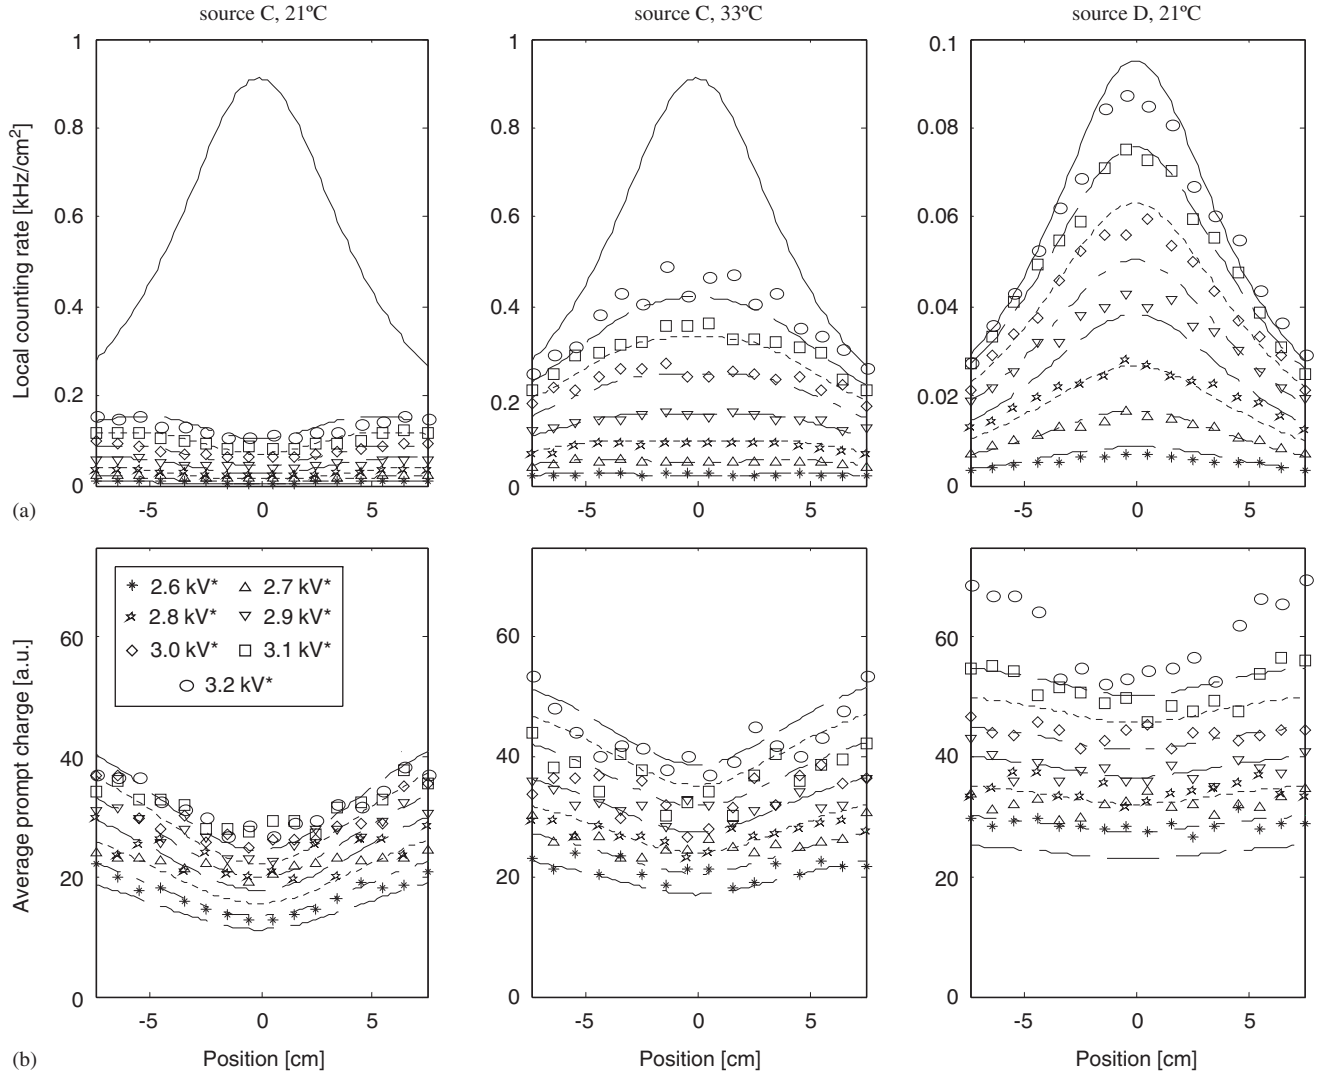 source C, 21ºC source C, 33ºC source D, 21ºC
1 1 0.1
0.8 0.8 0.08
0.6 0.6 0.06
0.4 0.4 0.04
0.2 0.2 0.02
0 0 0
Local counting rate [kHz/cm²]
(a) -5 0 5 -5 0 5 -5 0 5
2.6 kV* 2.7 kV*
2.8 kV* 2.9 kV*
3.0 kV* 3.1 kV*
3.2 kV*
60 60 60
40 40 40
20 20 20
0 0 0
Average prompt charge [a.u.]
-5 0 5 -5 0 5 -5 0 5
(b) Position [cm] Position [cm] Position [cm]